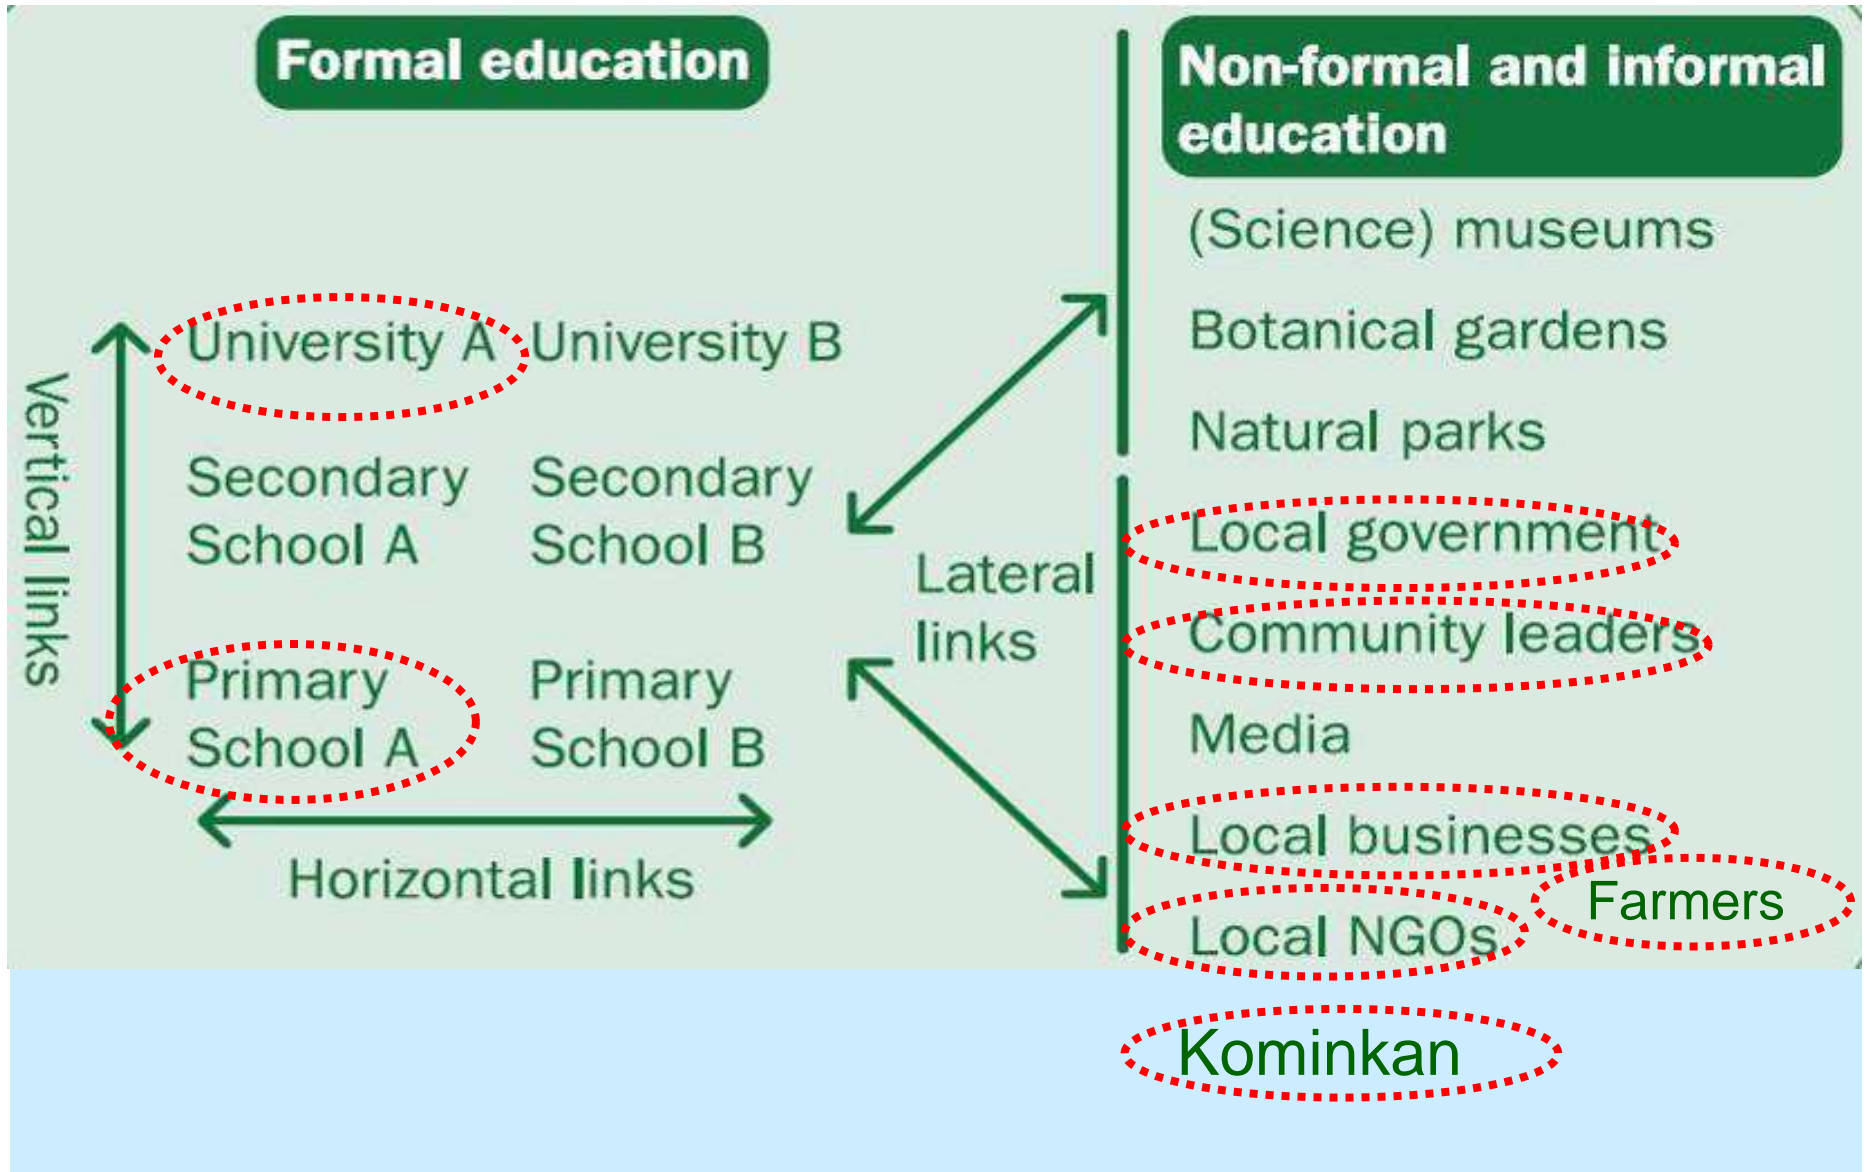 Formal education
Vertical links
University A
University B
Secondary
School A
Secondary
School B
Primary
School A
Primary
School B
Horizontal links
Lateral
links
Non-formal and informal
education
(Science) museums
Botanical gardens
Natural parks
Local government
Community leaders
Media
Local businesses
Farmers
Local NGOs
Kominkan